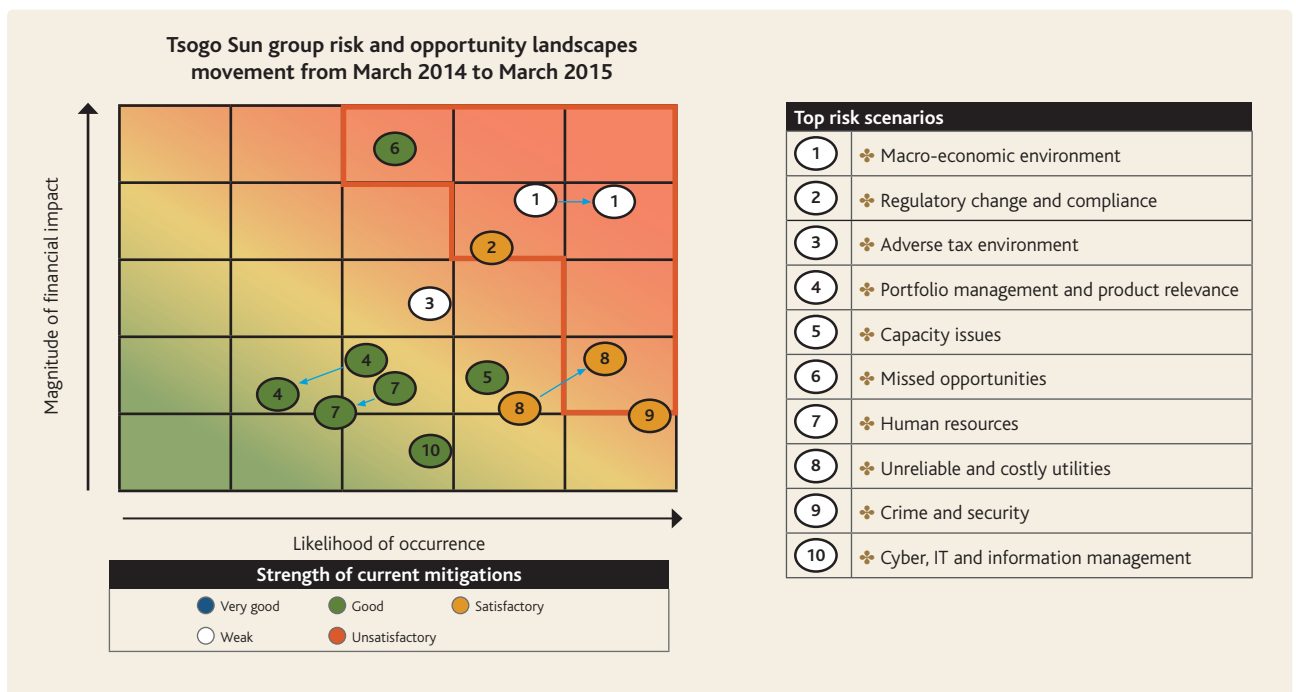 Tsogo Sun group risk and opportunity landscapes
movement from March 2014 to March 2015
Magnitude of financial impact
6
1
1
2
3
4
4
7
7
5
8
8
9
10
Likelihood of occurrence
Strength of current mitigations
Very good
Good
Satisfactory
Weak
Unsatisfactory
Top risk scenarios
1 Macro-economic environment
2 Regulatory change and compliance
3 Adverse tax environment
4 Portfolio management and product relevance
5 Capacity issues
6 Missed opportunities
7 Human resources
8 Unreliable and costly utilities
9 Crime and security
10 Cyber, IT and information management